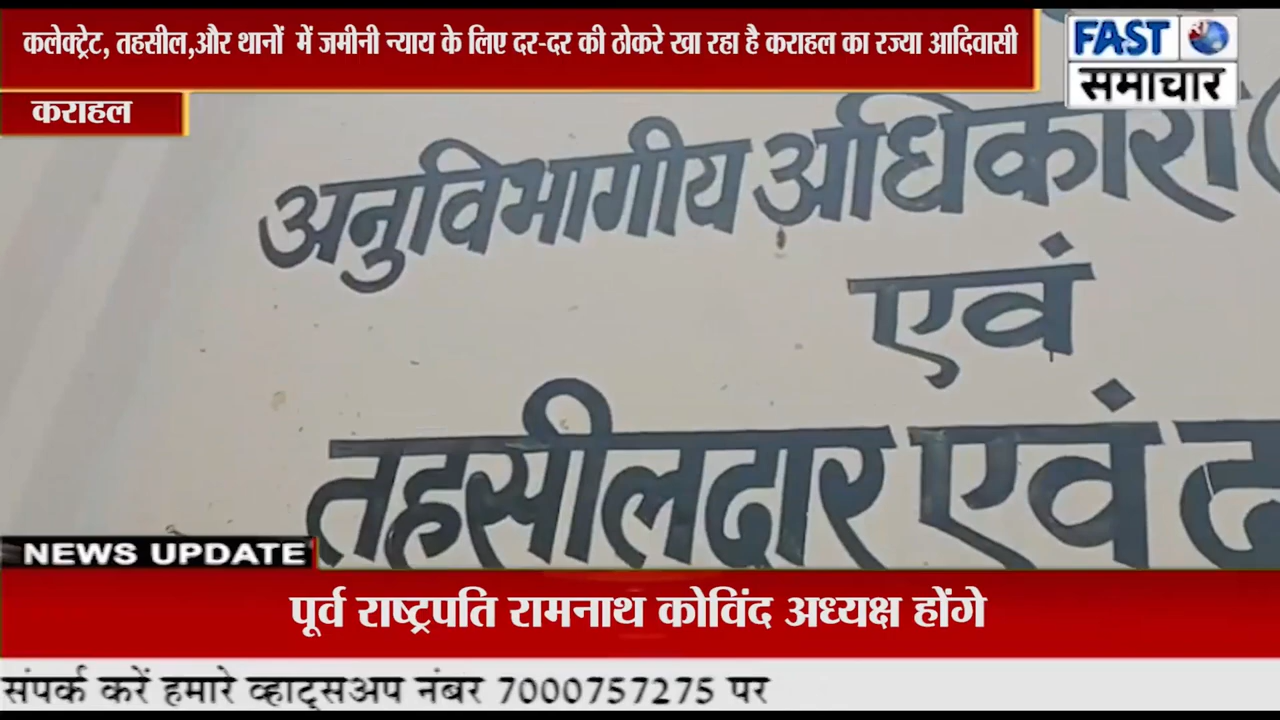 कलेक्ट्रेट, तहसील,और थानों में जमीनी न्याय के लिए दर-दर की ठोकरे खा रहा है कराहल का रज्या आदिवासी
FAST
समाचार
कराहल
अनुविभागीय अधिकारी
एवं
तहसीलदार एवं
NEWS UPDATE
पूर्व राष्ट्रपति रामनाथ कोविंद अध्यक्ष होंगे
संपर्क करें हमारे व्हाट्सअप नंबर 7000757275 पर